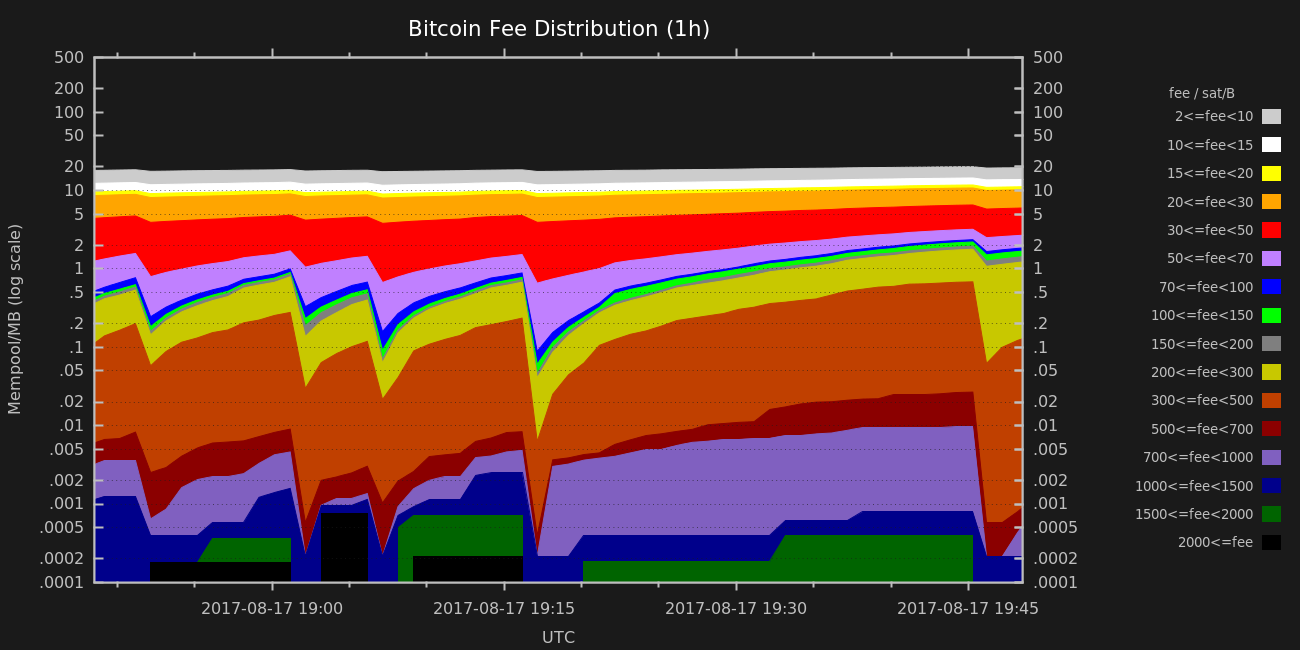 Bitcoin Fee Distribution (1h)
500 500
200 200
100 100
50 50
20 20
10 10
5 5
2 2
1 1
.5 .5
.2 .2
.1 .1
.05 .05
.02 .02
.01 .01
.005 .005
.002 .002
.001 .001
.0005 .0005
.0002 .0002
.0001 .0001
Mempool/MB (log scale)
2017-08-17 19:00 2017-08-17 19:15 2017-08-17 19:30 2017-08-17 19:45
UTC
fee / sat/B
2<=fee<10
10<=fee<15
15<=fee<20
20<=fee<30
30<=fee<50
50<=fee<70
70<=fee<100
100<=fee<150
150<=fee<200
200<=fee<300
300<=fee<500
500<=fee<700
700<=fee<1000
1000<=fee<1500
1500<=fee<2000
2000<=fee